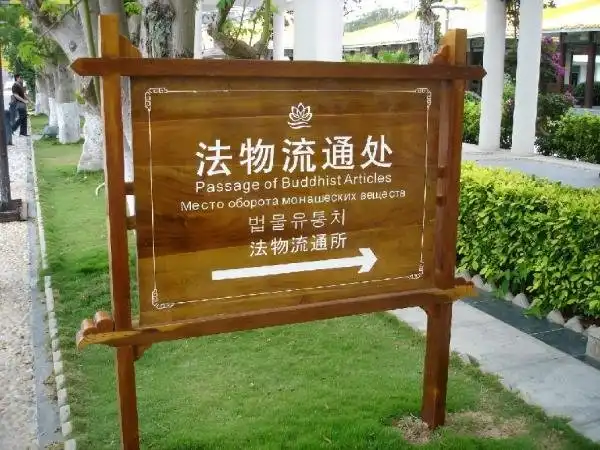 法物流通处
Passage of Buddhist Articles
Место оборота монашеских веществ
법물유통치
法物流通所